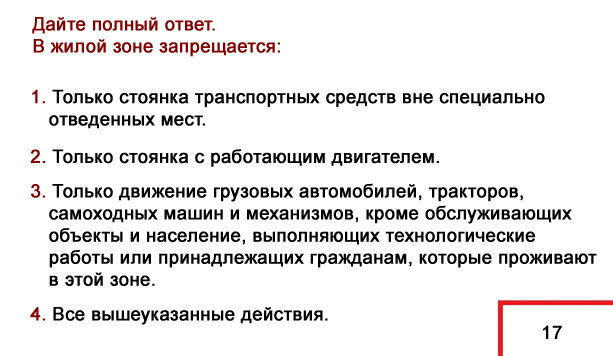 Дайте полный ответ.
В жилой зоне запрещается:
1. Только стоянка транспортных средств вне специально
отведенных мест.
2. Только стоянка с работающим двигателем.
3. Только движение грузовых автомобилей, тракторов,
самоходных машин и механизмов, кроме обслуживающих
объекты и население, выполняющих технологические
работы или принадлежащих гражданам, которые проживают
в этой зоне.
4. Все вышеуказанные действия.
17